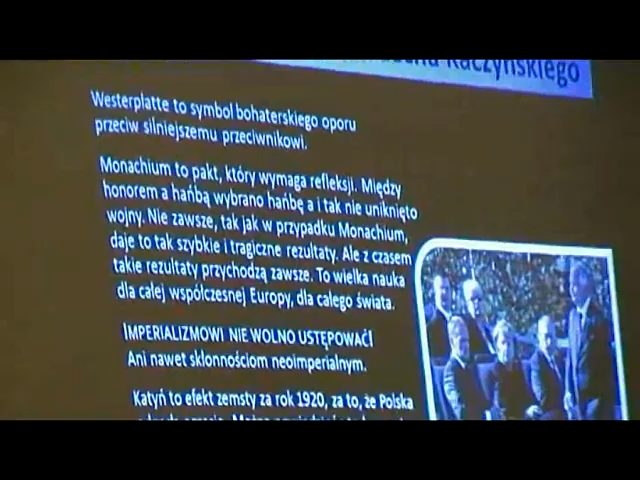 Kaczyńskiego
Westerplatte to symbol bohaterskiego oporu
przeciw silniejszemu przeciwnikowi.
Monachium to pakt, który wymaga refleksji. Między
honorem a hańbą wybrano hańbę a i tak nie uniknięto
wojny. Nie zawsze, tak jak w przypadku Monachium,
daje to tak szybkie i tragiczne rezultaty. Ale z czasem
takie rezultaty przychodzą zawsze. To wielka nauka
dla całej współczesnej Europy, dla całego świata.
IMPERIALIZMOWI NIE WOLNO USTĘPOWAĆ!
Ani nawet skłonnościom neoimperialnym.
Katyń to efekt zemsty za rok 1920, za to, że Polska